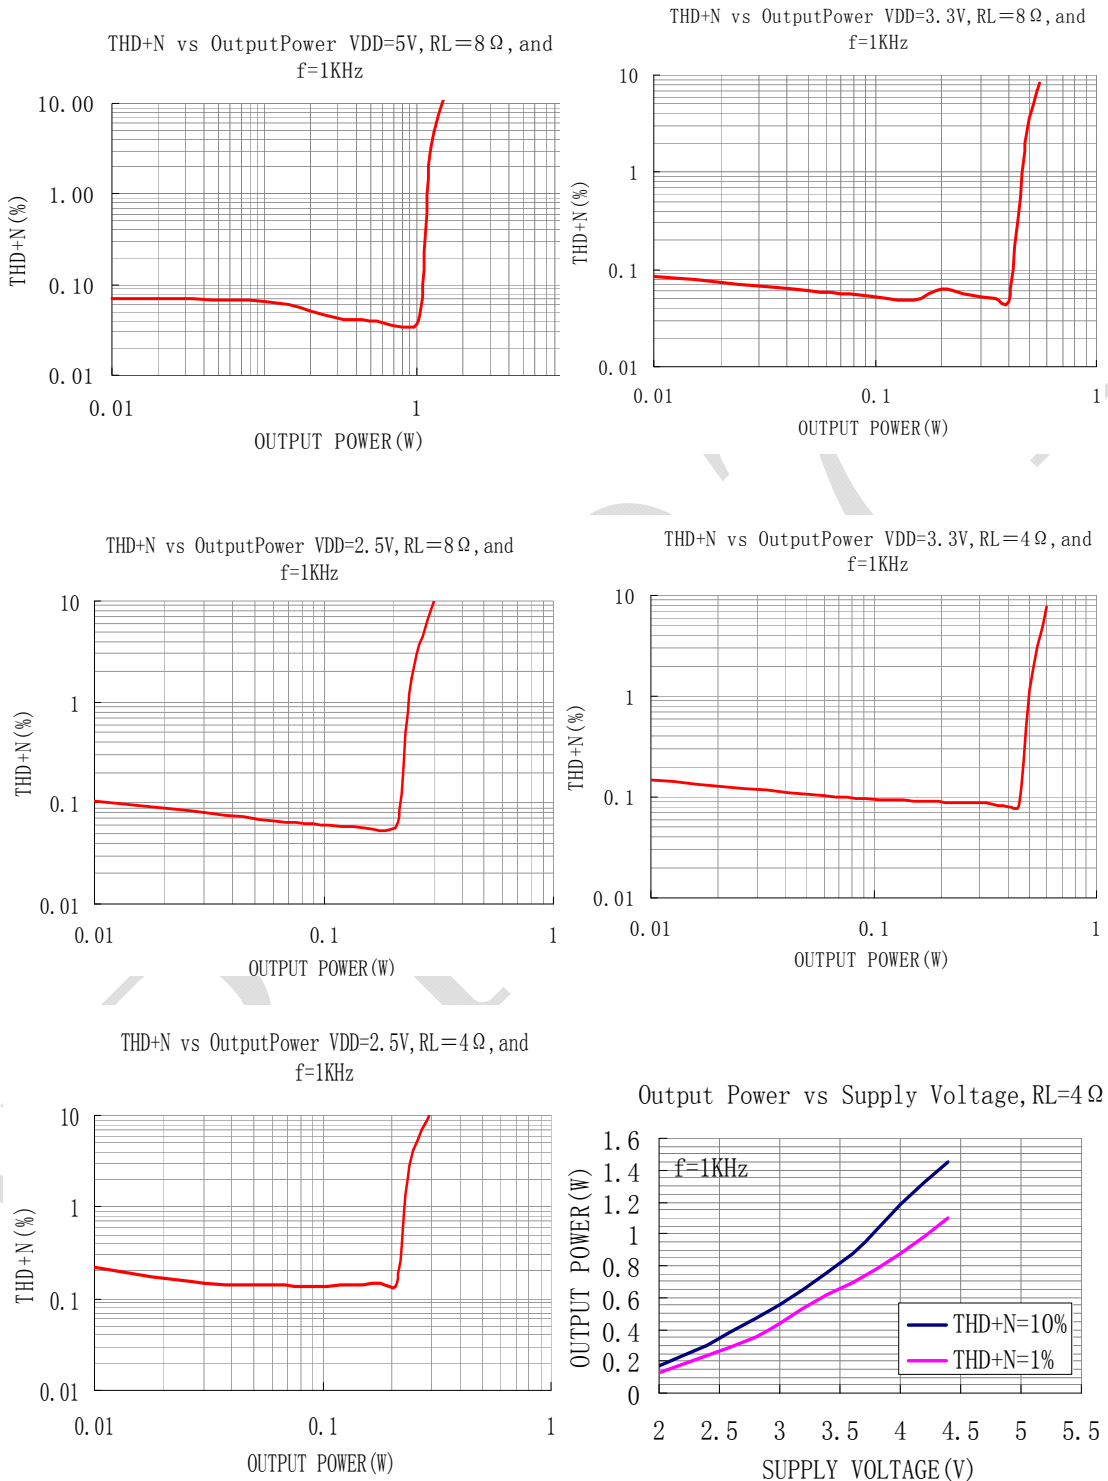 THD+N vs OutputPower VDD=5V,RL=8Ω,and
f=1KHz
10.00
1.00
0.10
0.01
THD+N(%)
0.01
1
OUTPUT POWER(W)
THD+N vs OutputPower VDD=3.3V,RL=8Ω,and
f=1KHz
10
1
0.1
0.01
THD+N(%)
0.01
0.1
1
OUTPUT POWER(W)
THD+N vs OutputPower VDD=2.5V,RL=8Ω,and
f=1KHz
10
1
0.1
0.01
THD+N(%)
0.01
0.1
1
OUTPUT POWER(W)
THD+N vs OutputPower VDD=3.3V,RL=4Ω,and
f=1KHz
10
1
0.1
0.01
THD+N(%)
0.01
0.1
1
OUTPUT POWER(W)
THD+N vs OutputPower VDD=2.5V,RL=4Ω,and
f=1KHz
10
1
0.1
0.01
THD+N(%)
0.01
0.1
1
OUTPUT POWER(W)
Output Power vs Supply Voltage,RL=4Ω
1.6
1.4
1.2
1
0.8
0.6
0.4
0.2
0
OUTPUT POWER(W)
f=1KHz
THD+N=10%
THD+N=1%
2
2.5
3
3.5
4
4.5
5
5.5
SUPPLY VOLTAGE(V)